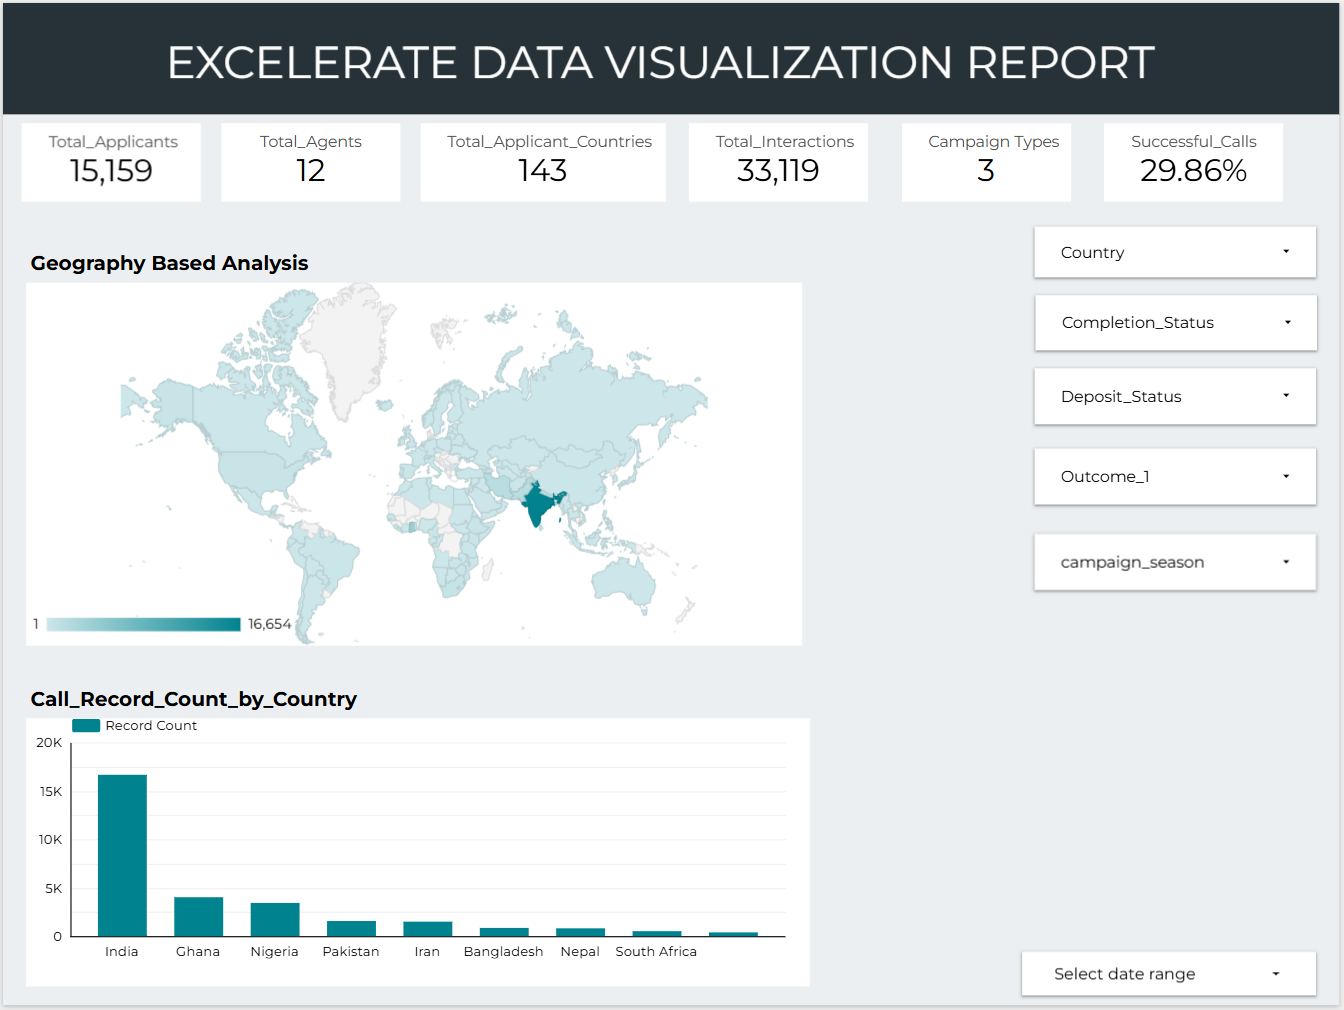 EXCELERATE DATA VISUALIZATION REPORT
Total_Applicants
15,159
Total_Agents
12
Total_Applicant_Countries
143
Total_Interactions
33,119
Campaign Types
3
Successful_Calls
29.86%
Country
Geography Based Analysis
Completion_Status
Deposit_Status
Outcome_1
campaign_season
1
16,654
Call_Record_Count_by_Country
Record Count
20K
15K
10K
5K
0
India Ghana Nigeria Pakistan Iran Bangladesh Nepal South Africa
Select date range